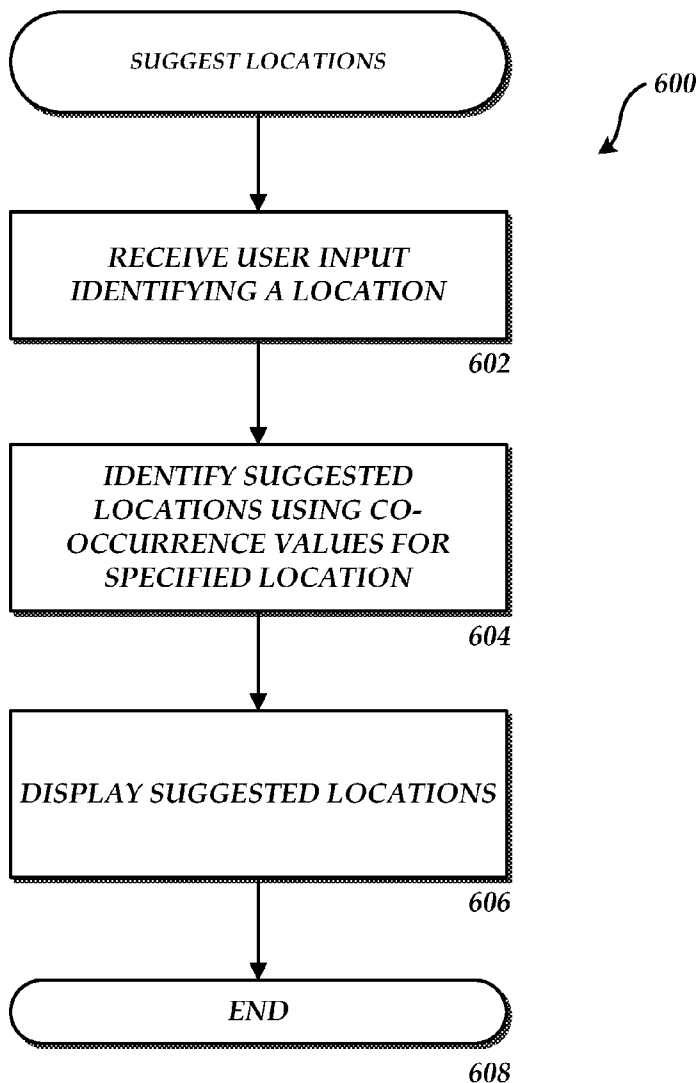 SUGGEST LOCATIONS
600
RECEIVE USER INPUT
IDENTIFYING A LOCATION
602
IDENTIFY SUGGESTED
LOCATIONS USING CO-
OCCURRENCE VALUES FOR
SPECIFIED LOCATION
604
DISPLAY SUGGESTED LOCATIONS
606
END
608